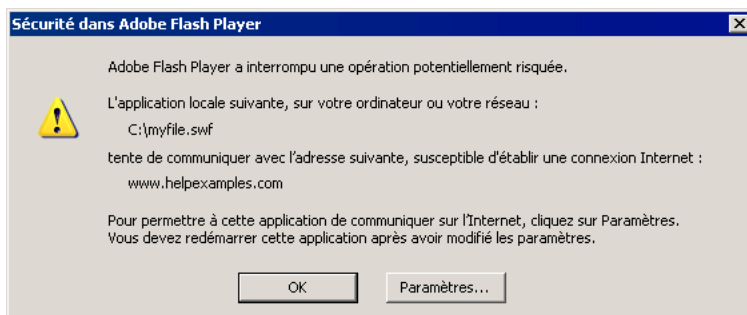 Sécurité dans Adobe Flash Player
Adobe Flash Player a interrompu une opération potentiellement risquée.
L'application locale suivante, sur votre ordinateur ou votre réseau :
C:\myfile.swf
tente de communiquer avec l’adresse suivante, susceptible d'établir une connexion Internet :
www.helpexamples.com
Pour permettre à cette application de communiquer sur l’Internet, cliquez sur Paramètres.
Vous devez redémarrer cette application après avoir modifié les paramètres.
OK
Paramètres...